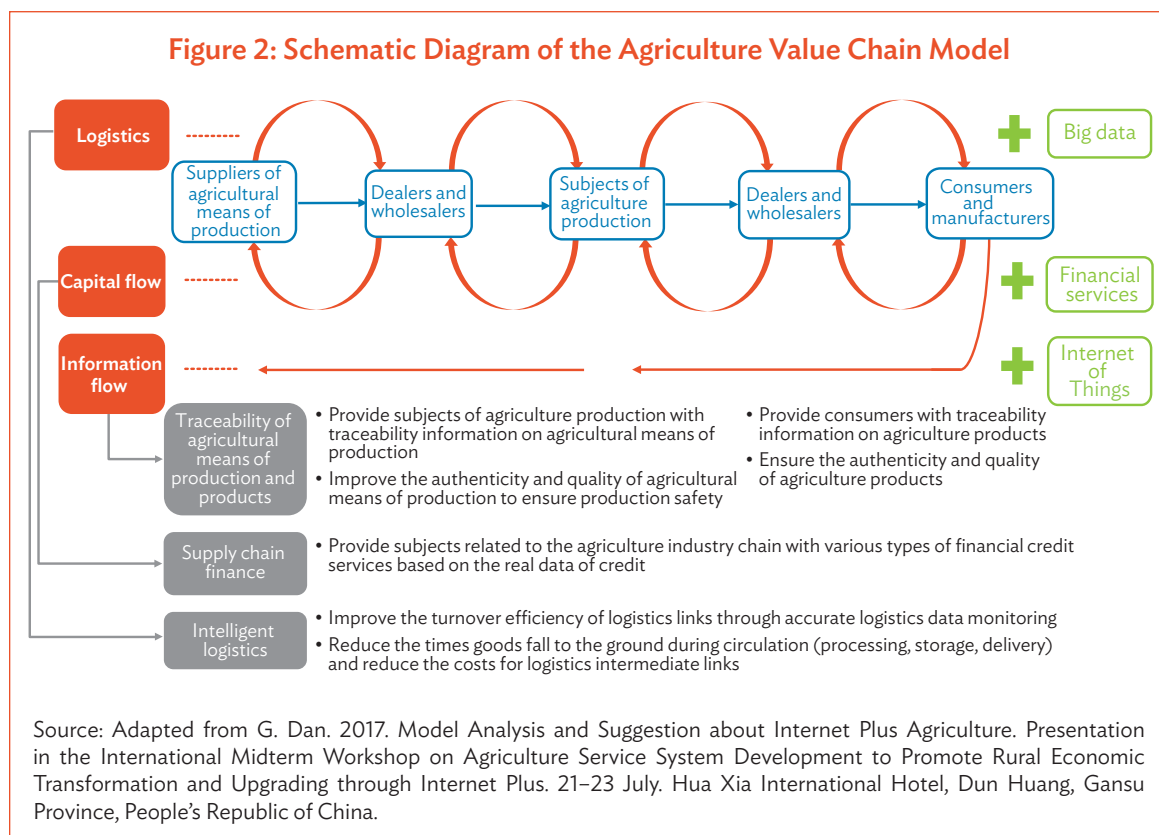 Figure 2: Schematic Diagram of the Agriculture Value Chain Model
Logistics
Big data
Suppliers of
agricultural
means of
production
Dealers and
wholesalers
Subjects of
agriculture
production
Dealers and
wholesalers
Consumers
and
manufacturers
Capital flow
Financial
services
Information
flow
Internet
of
Things
Traceability of
agricultural
means of
production and
products
• Provide subjects of agriculture production with
traceability information on agricultural means of
production
• Improve the authenticity and quality of agricultural
means of production to ensure production safety
• Provide consumers with traceability
information on agriculture products
• Ensure the authenticity and quality
of agriculture products
Supply chain
finance
• Provide subjects related to the agriculture industry chain with various types of financial credit
services based on the real data of credit
Intelligent
logistics
• Improve the turnover efficiency of logistics links through accurate logistics data monitoring
• Reduce the times goods fall to the ground during circulation (processing, storage, delivery)
and reduce the costs for logistics intermediate links
Source: Adapted from G. Dan. 2017. Model Analysis and Suggestion about Internet Plus Agriculture. Presentation
in the International Midterm Workshop on Agriculture Service System Development to Promote Rural Economic
Transformation and Upgrading through Internet Plus. 21–23 July. Hua Xia International Hotel, Dun Huang, Gansu
Province, People's Republic of China.